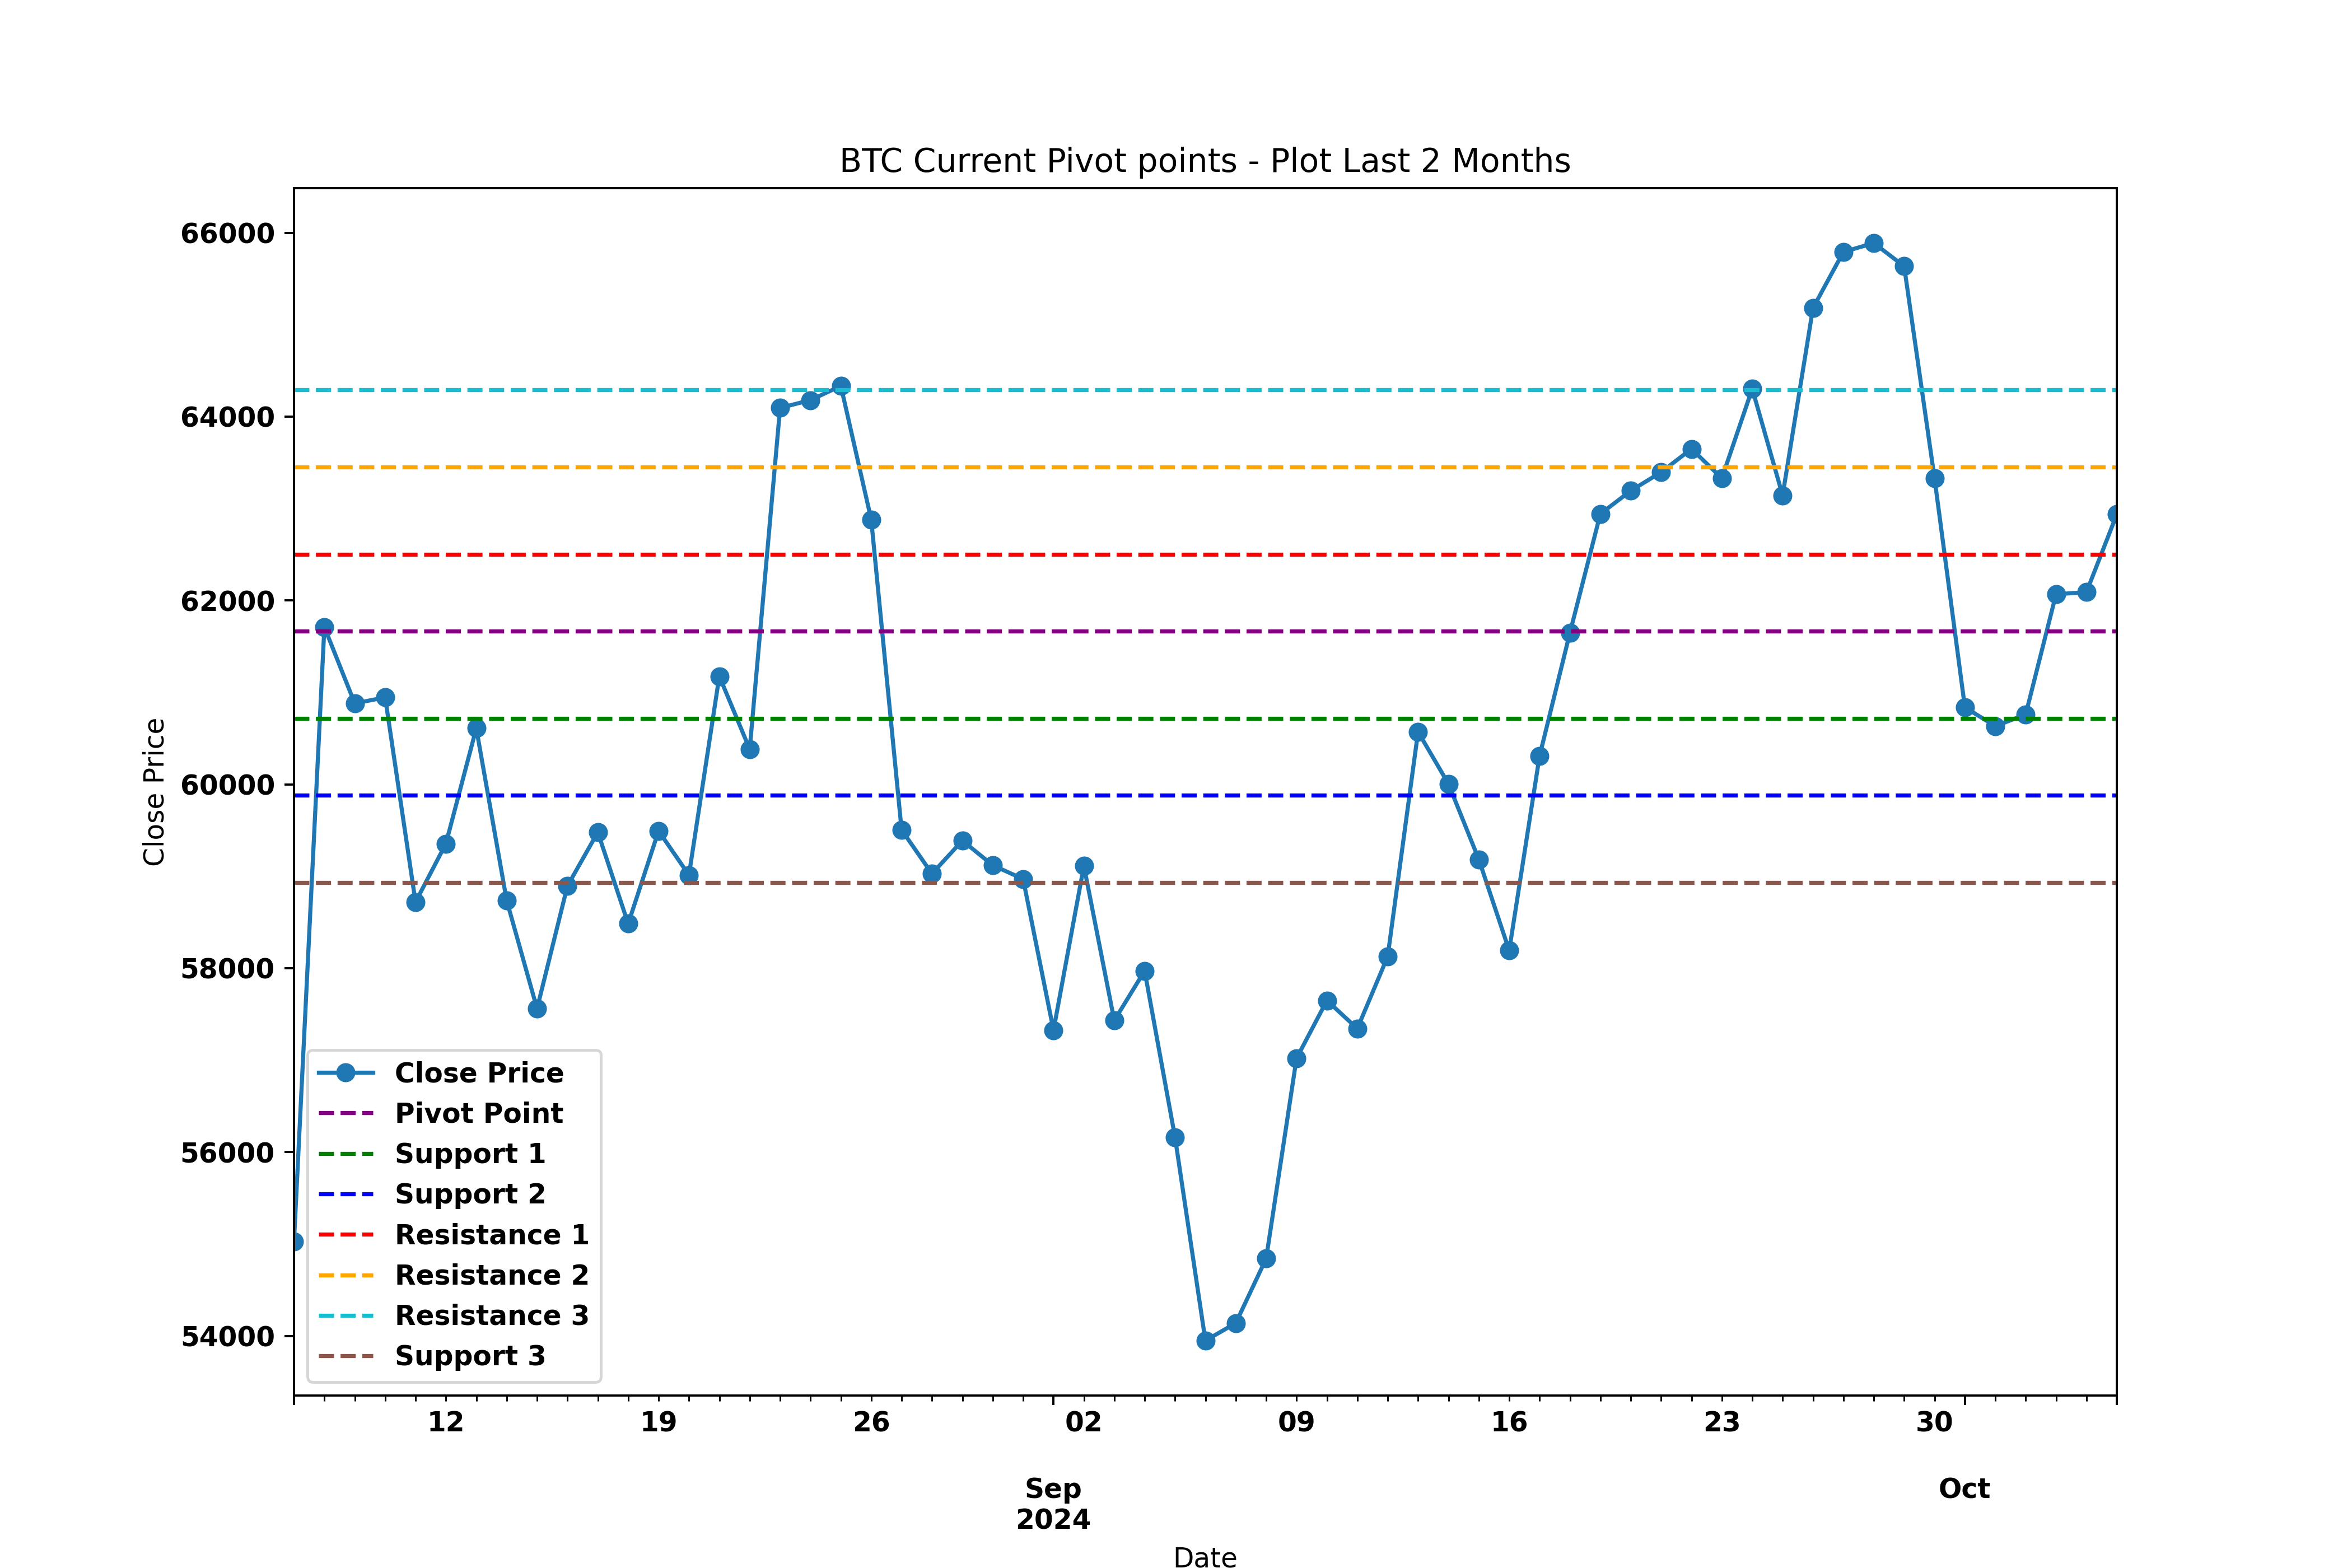 BTC Current Pivot points - Plot Last 2 Months
66000
64000
62000
60000
58000
56000
54000
Close Price
Close Price
Pivot Point
Support 1
Support 2
Resistance 1
Resistance 2
Resistance 3
Support 3
12 19 26 02 09 16 23 30
Sep Oct
2024
Date